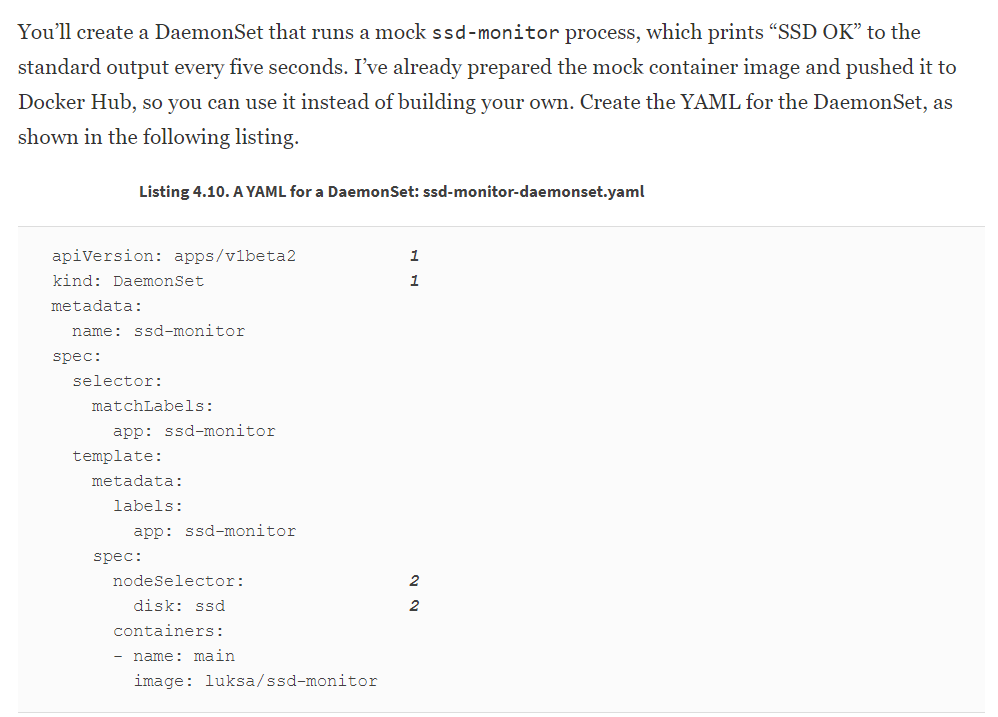 You’ll create a DaemonSet that runs a mock ssd-monitor process, which prints “SSD OK” to the
standard output every five seconds. I’ve already prepared the mock container image and pushed it to
Docker Hub, so you can use it instead of building your own. Create the YAML for the DaemonSet, as
shown in the following listing.
Listing 4.10. A YAML for a DaemonSet: ssd-monitor-daemonset.yaml
apiVersion: apps/v1beta2 1
kind: DaemonSet 1
metadata:
  name: ssd-monitor
spec:
  selector:
    matchLabels:
      app: ssd-monitor
  template:
    metadata:
      labels:
        app: ssd-monitor
    spec:
      nodeSelector: 2
        disk: ssd 2
      containers:
      - name: main
        image: luksa/ssd-monitor